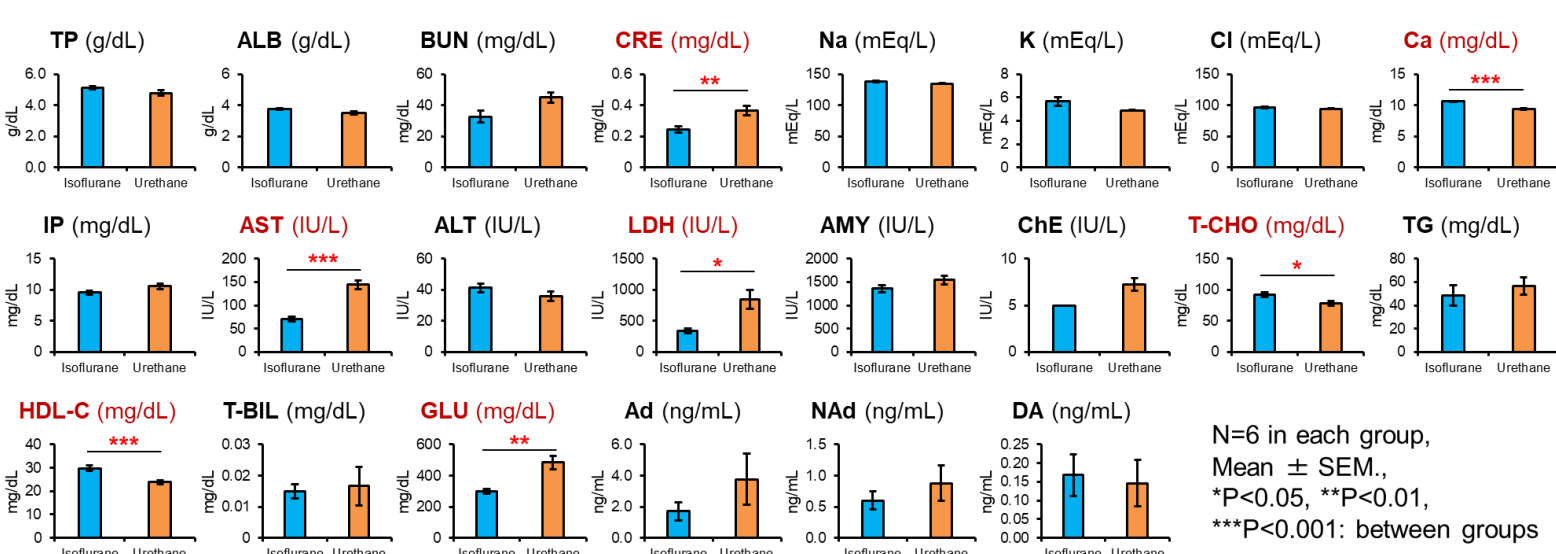 TP (g/dL) ALB (g/dL) BUN (mg/dL) CRE (mg/dL) Na (mEq/L) K (mEq/L) Cl (mEq/L) Ca (mg/dL)
g/dL 6.0 4.0 2.0 0.0 Isoflurane Urethane
g/dL 6 4 2 0 Isoflurane Urethane
mg/dL 60 40 20 0 Isoflurane Urethane
mg/dL 0.6 0.4 0.2 0 ** Isoflurane Urethane
mEq/L 150 100 50 0 Isoflurane Urethane
mEq/L 8 6 4 2 0 Isoflurane Urethane
mEq/L 150 100 50 0 Isoflurane Urethane
mg/dL 15 10 5 0 *** Isoflurane Urethane
IP (mg/dL) AST (IU/L) ALT (IU/L) LDH (IU/L) AMY (IU/L) ChE (IU/L) T-CHO (mg/dL) TG (mg/dL)
mg/dL 15 10 5 0 Isoflurane Urethane
IU/L 200 150 100 50 0 *** Isoflurane Urethane
IU/L 60 40 20 0 Isoflurane Urethane
IU/L 1500 1000 500 0 * Isoflurane Urethane
IU/L 2000 1500 1000 500 0 Isoflurane Urethane
IU/L 10 5 0 Isoflurane Urethane
mg/dL 150 100 50 0 * Isoflurane Urethane
mg/dL 80 60 40 20 0 Isoflurane Urethane
HDL-C (mg/dL) T-BIL (mg/dL) GLU (mg/dL) Ad (ng/mL) NAd (ng/mL) DA (ng/mL)
mg/dL 40 30 20 10 0 *** Isoflurane Urethane
mg/dL 0.03 0.02 0.01 0 Isoflurane Urethane
mg/dL 600 400 200 0 ** Isoflurane Urethane
ng/mL 6.0 4.0 2.0 0.0 Isoflurane Urethane
ng/mL 1.5 1.0 0.5 0.0 Isoflurane Urethane
ng/mL 0.25 0.20 0.15 0.10 0.05 0.00 Isoflurane Urethane
N=6 in each group,
Mean ± SEM.,
*P<0.05, **P<0.01,
***P<0.001: between groups